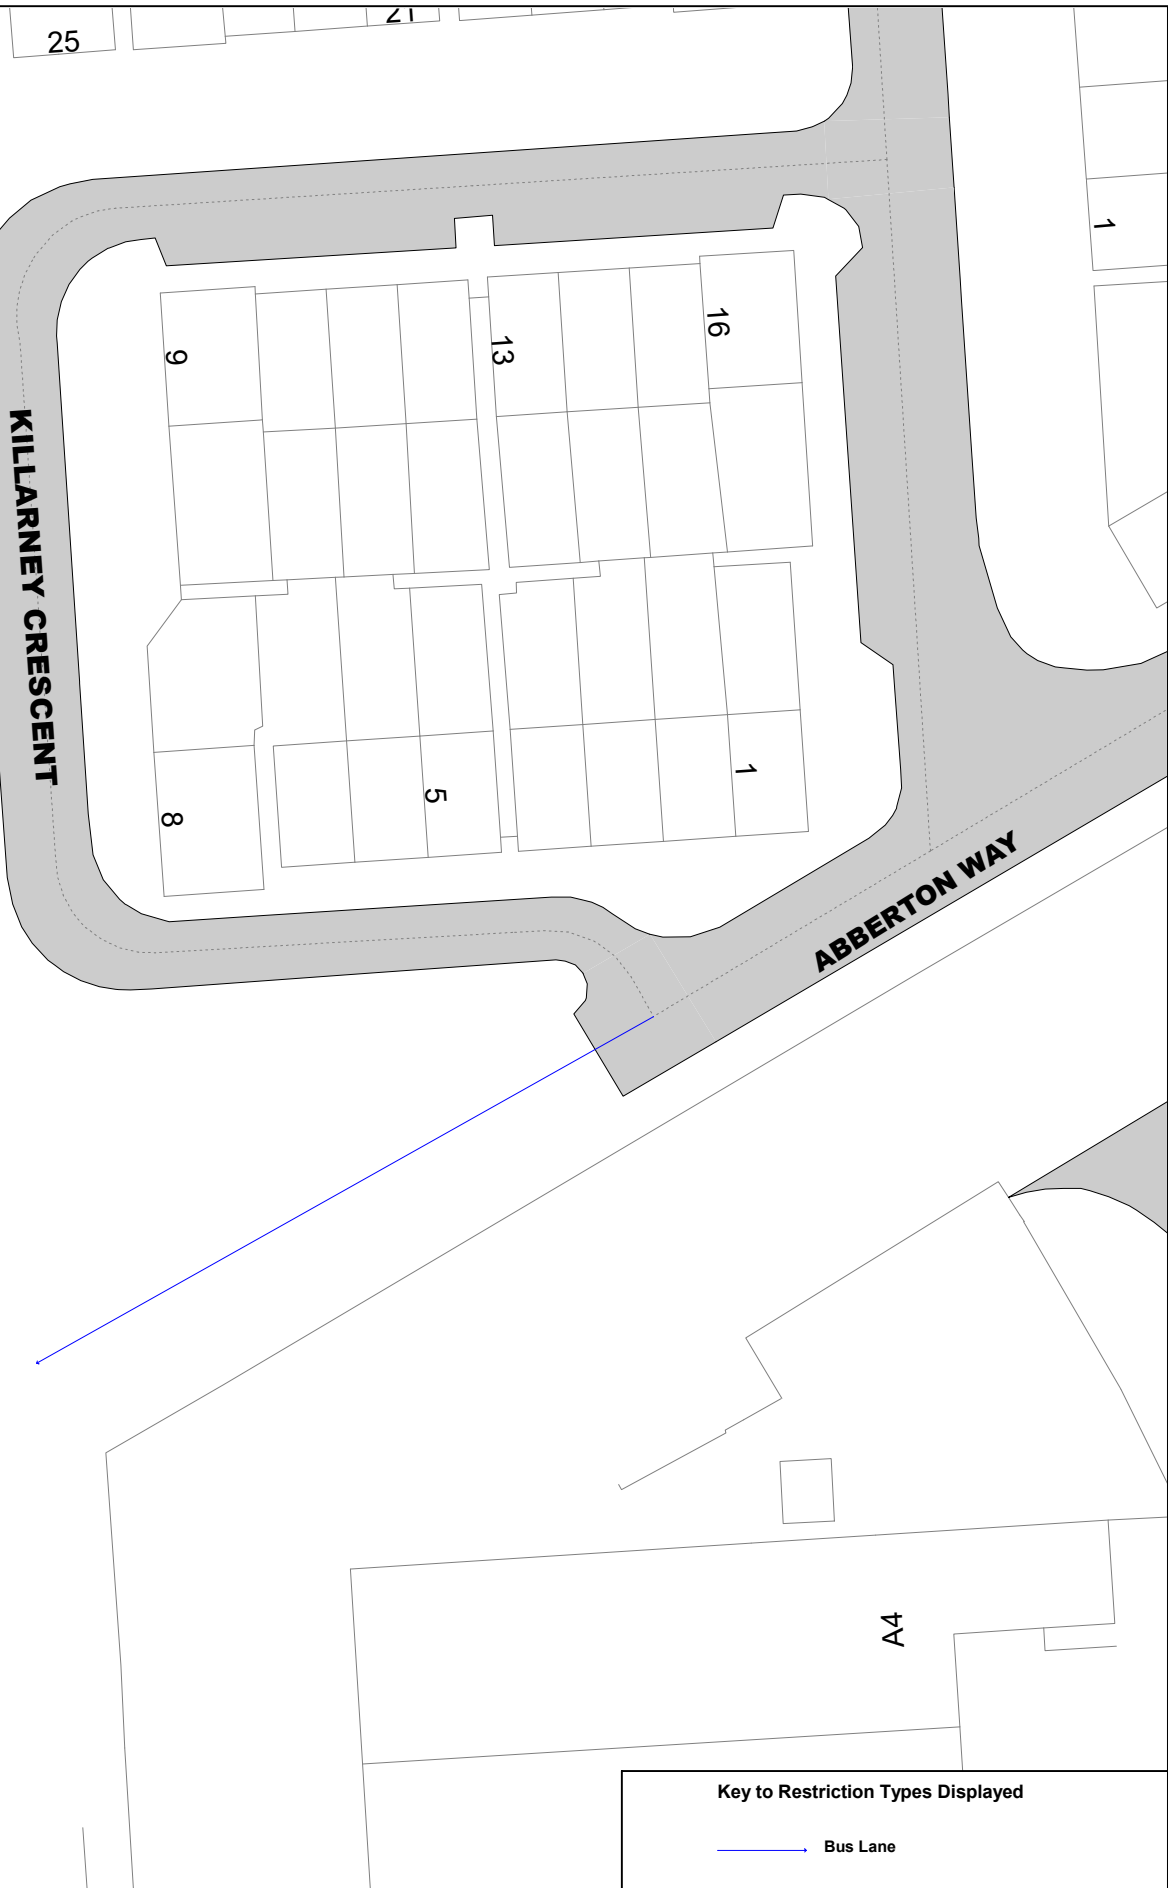 25
21
1
9
13
16
KILLARNEY CRESCENT
8
5
1
ABBERTON WAY
A4
Key to Restriction Types Displayed
Bus Lane